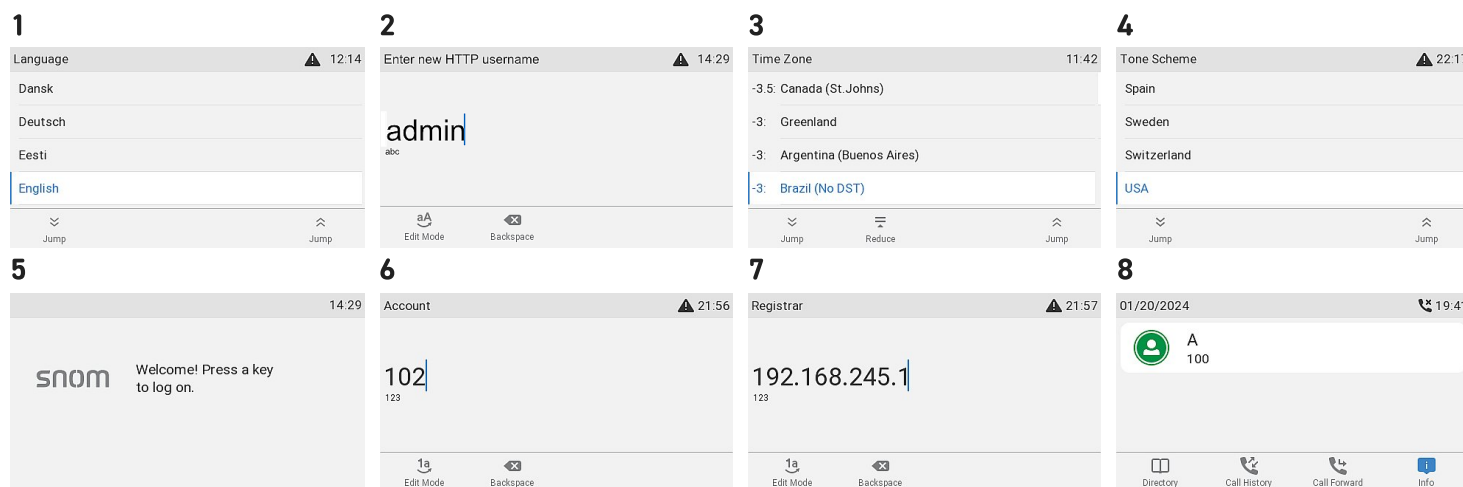 1
Language 12:14
Dansk
Deutsch
Eesti
English
Jump Jump
2
Enter new HTTP username 14:29
admin
abc
aA
Edit Mode Backspace
3
Time Zone 11:42
-3.5: Canada (St.Johns)
-3: Greenland
-3: Argentina (Buenos Aires)
-3: Brazil (No DST)
Jump Reduce Jump
4
Tone Scheme
Spain
Sweden
Switzerland
USA
Jump Jump
5
14:29
snom
Welcome! Press a key
to log on.
6
Account 21:56
102
123
1a
Edit Mode Backspace
7
Registrar 21:57
192.168.245.1
123
1a
Edit Mode Backspace
8
01/20/2024
A
100
Directory Call History Call Forward Info